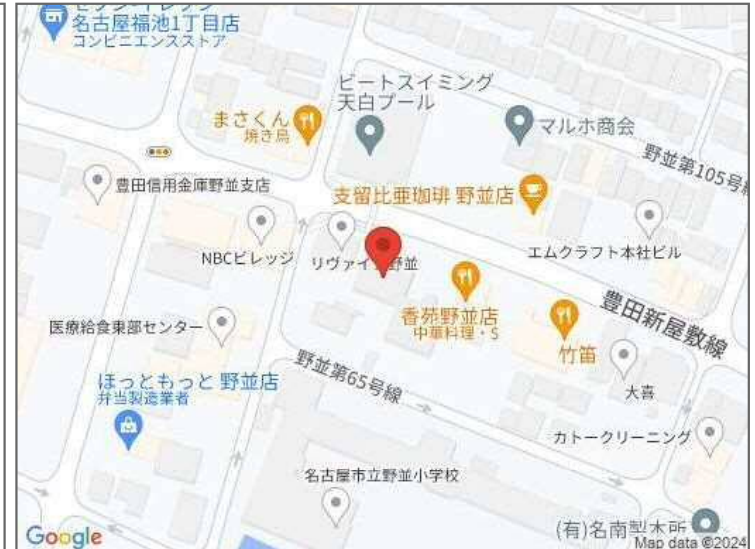 名古屋福池1丁目店
コンビニエンスストア
ビートスイミング
天白プール
まさくん
焼き鳥
マルホ商会
野並第105号線
豊田信用金庫野並支店
支留比亜珈琲 野並店
NBCビレッジ
エムクラフト本社ビル
香苑野並店
中華料理・S
豊田新屋敷線
竹笛
医療給食東部センター
野並第65号線
大喜
ほっともっと 野並店
弁当製造業者
カトークリーニング
名古屋市立野並小学校
(有)名南製木所
Google
Map data ©2024